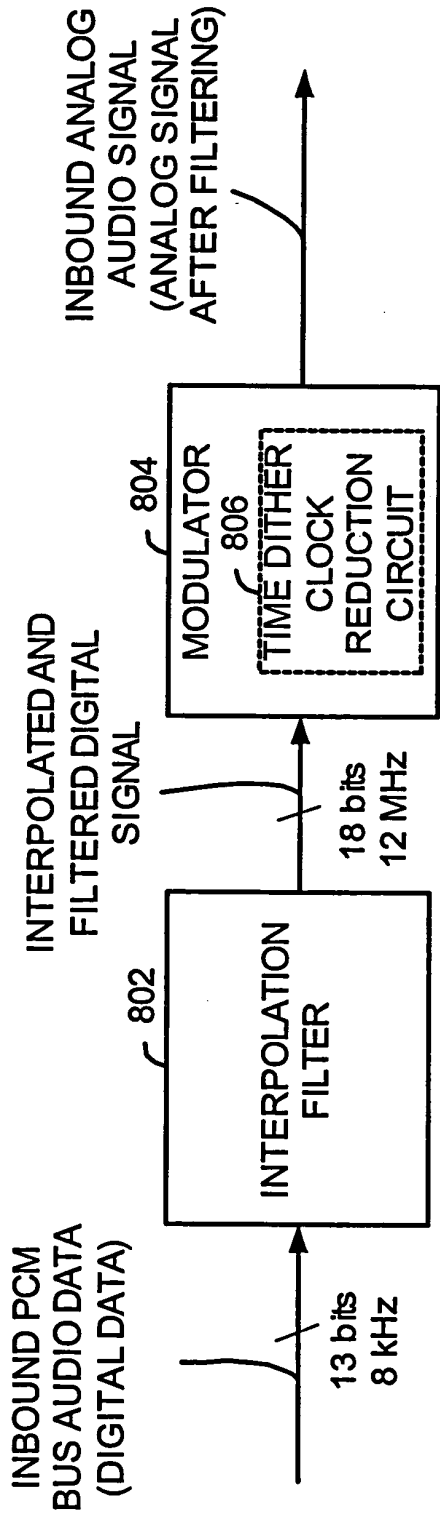 INBOUND PCM
BUS AUDIO DATA
(DIGITAL DATA)
13 bits
8 kHz
802
INTERPOLATION
FILTER
INTERPOLATED AND
FILTERED DIGITAL
SIGNAL
18 bits
12 MHz
804
MODULATOR
806
TIME DITHER
CLOCK
REDUCTION
CIRCUIT
INBOUND ANALOG
AUDIO SIGNAL
(ANALOG SIGNAL
AFTER FILTERING)